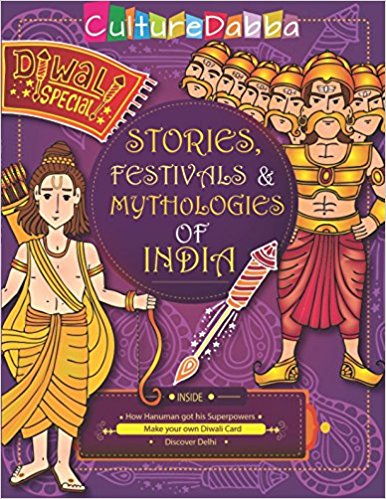 CultureDabba
DIWALI
SPECIAL
STORIES,
FESTIVALS &
MYTHOLOGIES
OF
INDIA
INSIDE
How Hanuman got his Superpowers
Make your own Diwali Card
Discover Delhi